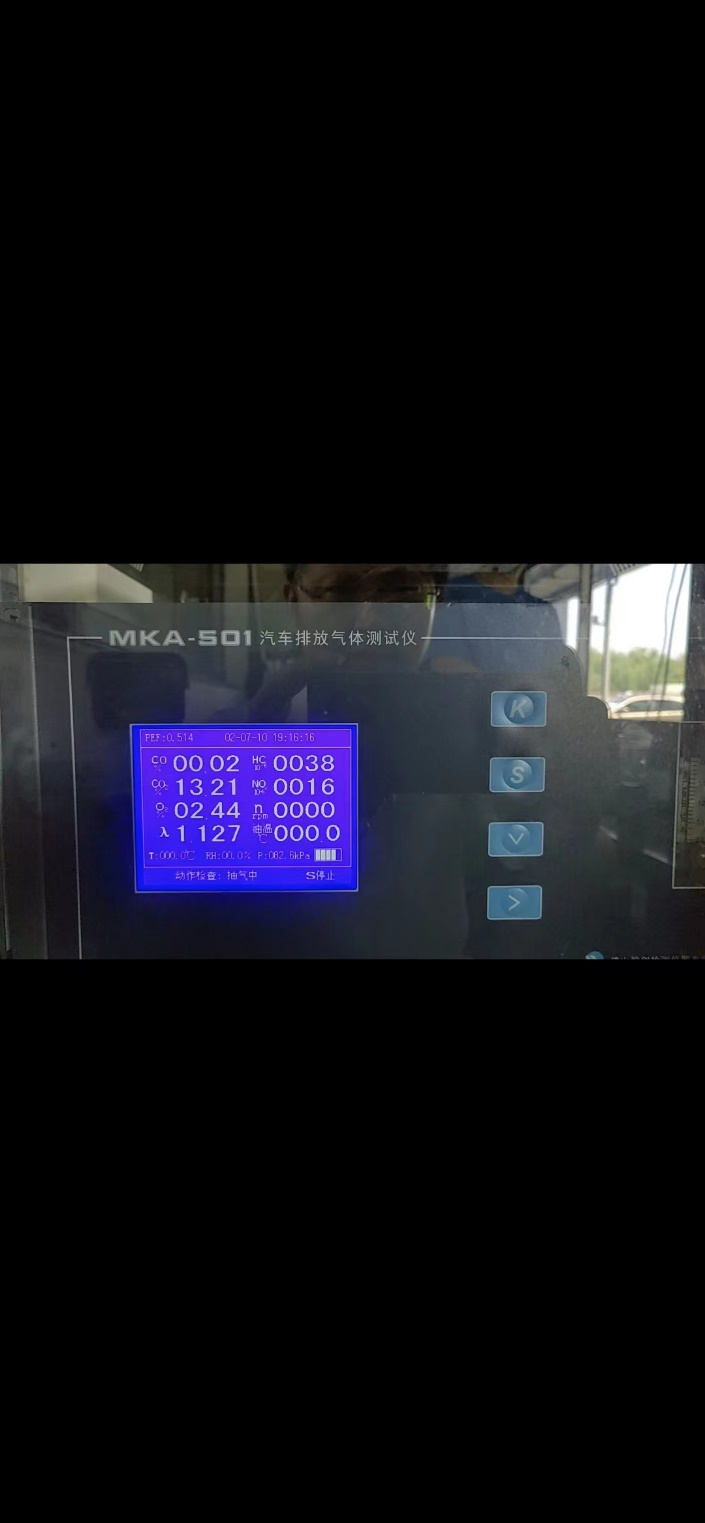 MKA-501 汽车排放气体测试仪
PEF:0.514 02-07-10 19:16:16
CO % 00.02 HC 10⁻⁶ 0038
CO₂ % 13.21 NO 10⁻⁶ 0016
O₂ % 02.44 n rpm 0000
λ 1.127 油温 ℃ 000.0
T:000.0℃ RH:00.0% P:082.6kPa
动作检查: 抽气中 S停止
K
S